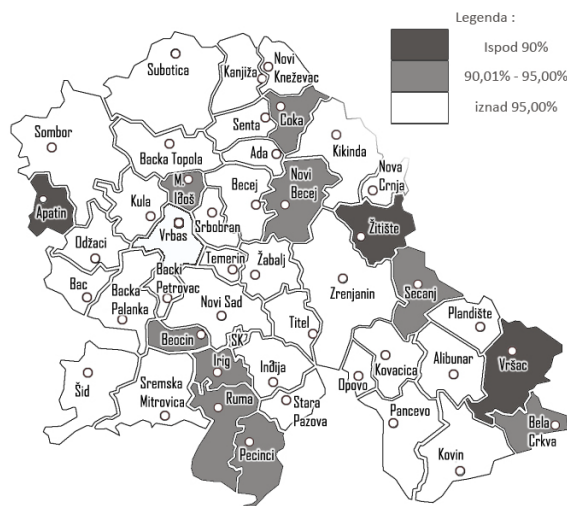 Legenda :
Ispod 90%
90,01% - 95,00%
iznad 95,00%
Subotica
Kanjiža
Novi
Kneževac
Sombor
Senta
Coka
Backa Topola
Ada
Kikinda
Apatin
Kula
M.
Iđoš
Becej
Novi
Becej
Nova
Crnja
Vrbas
Srbobran
Žitište
Odžaci
Temerin
Žabalj
Bac
Backa
Palanka
Backi
Petrovac
Novi Sad
Zrenjanin
Secanj
Titel
Plandište
Beocin
SK
Irig
Inđija
Opovo
Kovacica
Alibunar
Vršac
Šid
Sremska
Mitrovica
Ruma
Stara
Pazova
Pancevo
Bela
Crkva
Pecinci
Kovin